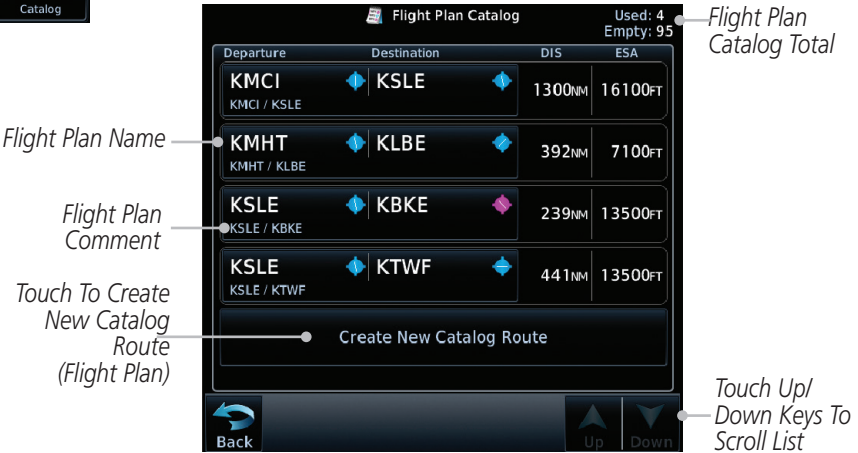 Catalog
Flight Plan Catalog
Used: 4
Empty: 95
Flight Plan
Catalog Total
Departure Destination DIS ESA
KMCI KSLE 1300NM 16100FT
KMCI / KSLE
Flight Plan Name
KMHT KLBE 392NM 7100FT
KMHT / KLBE
Flight Plan
Comment
KSLE KBKE 239NM 13500FT
KSLE / KBKE
KSLE KTWF 441NM 13500FT
KSLE / KTWF
Touch To Create
New Catalog
Route
(Flight Plan)
Create New Catalog Route
Back
Up
Down
Touch Up/
Down Keys To
Scroll List